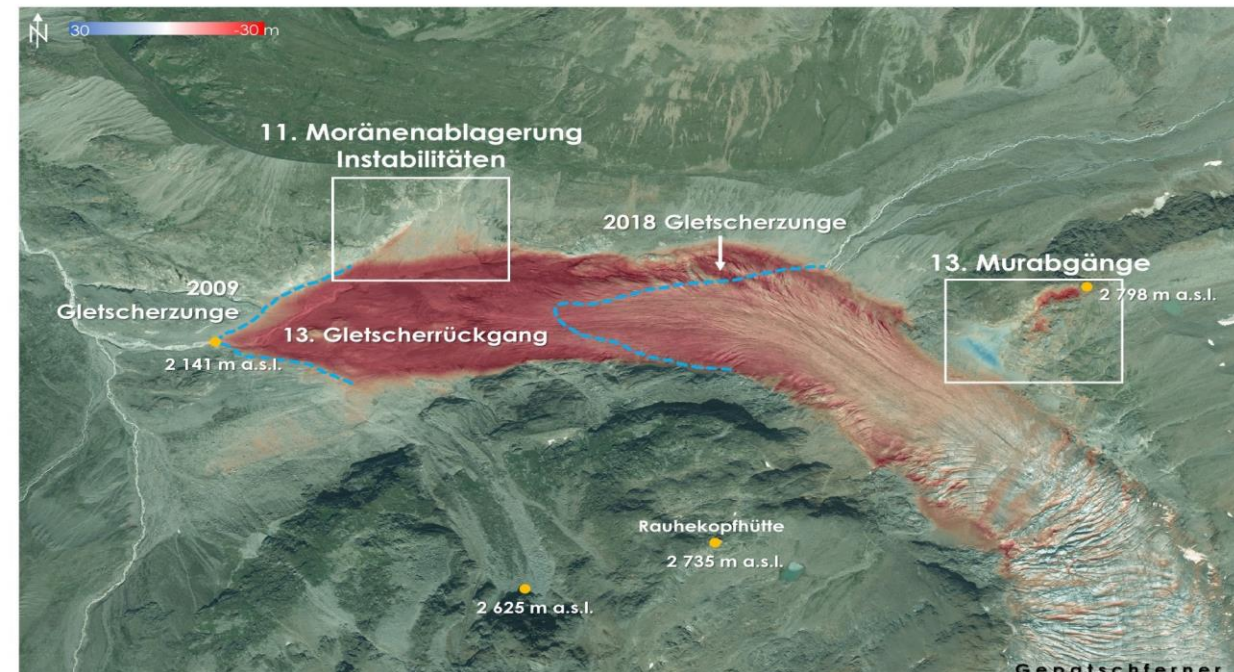 N
30 -30 m
11. Moränenablagerung
Instabilitäten
2018 Gletscherzunge
13. Murabgänge
2 798 m a.s.l.
2009
Gletscherzunge
13. Gletscherrückgang
2 141 m a.s.l.
Rauhekopfhütte
2 735 m a.s.l.
2 625 m a.s.l.
Gepatschferner